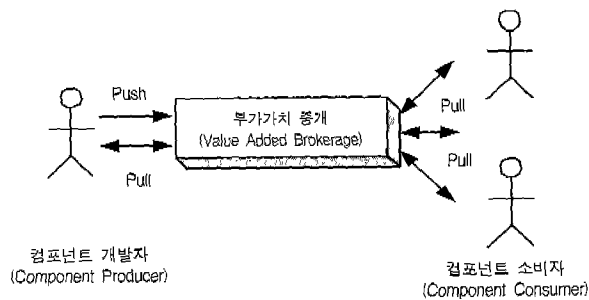 Push
부가가치 중개
(Value Added Brokerage)
Pull
Pull
Pull
컴포넌트 개발자
(Component Producer)
컴포넌트 소비자
(Component Consumer)